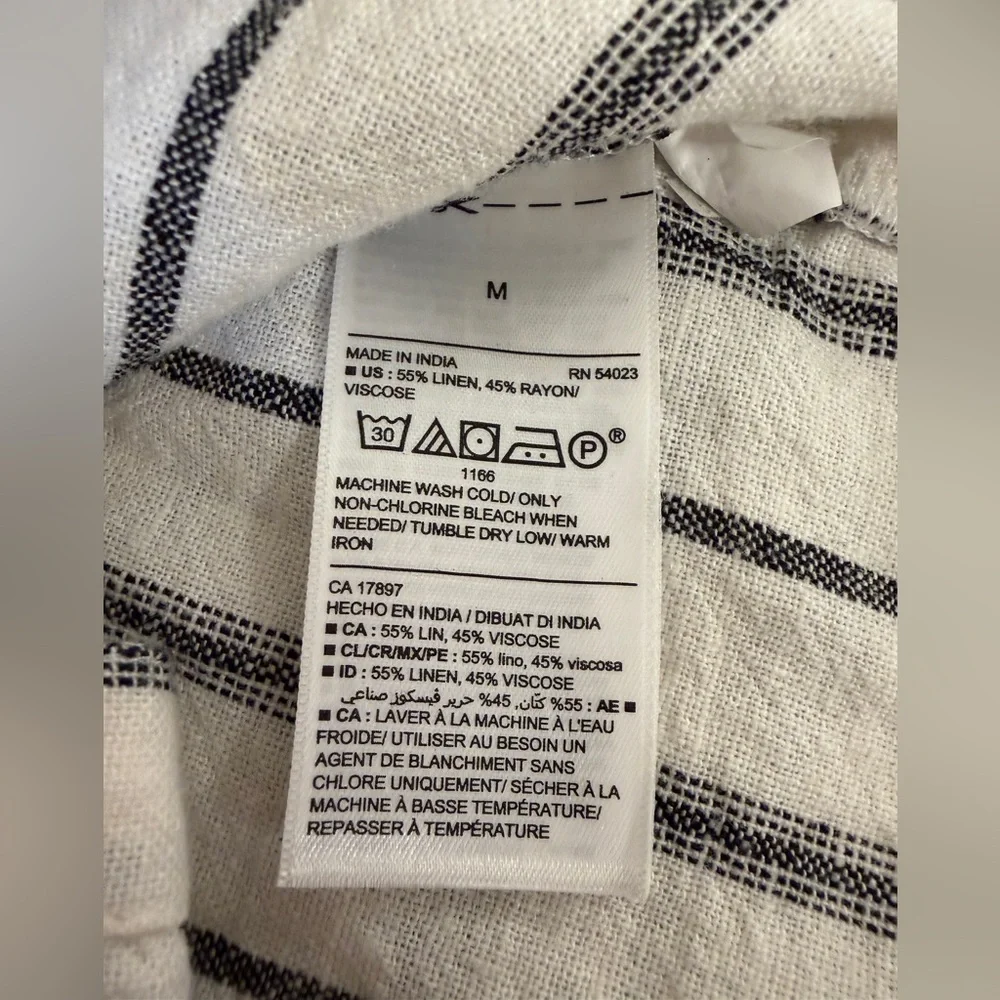 M
MADE IN INDIA RN 54023
■ US : 55% LINEN, 45% RAYON/
VISCOSE
30 P®
1166
MACHINE WASH COLD/ ONLY
NON-CHLORINE BLEACH WHEN
NEEDED/ TUMBLE DRY LOW/ WARM
IRON
CA 17897
HECHO EN INDIA / DIBUAT DI INDIA
■ CA : 55% LIN, 45% VISCOSE
■ CL/CR/MX/PE : 55% lino, 45% viscosa
■ ID : 55% LINEN, 45% VISCOSE
■ AE : 55% كتّان, 45% حرير ڤيسكوز صناعي
■ CA : LAVER À LA MACHINE À L'EAU
FROIDE/ UTILISER AU BESOIN UN
AGENT DE BLANCHIMENT SANS
CHLORE UNIQUEMENT/ SÉCHER À LA
MACHINE À BASSE TEMPÉRATURE/
REPASSER À TEMPÉRATURE